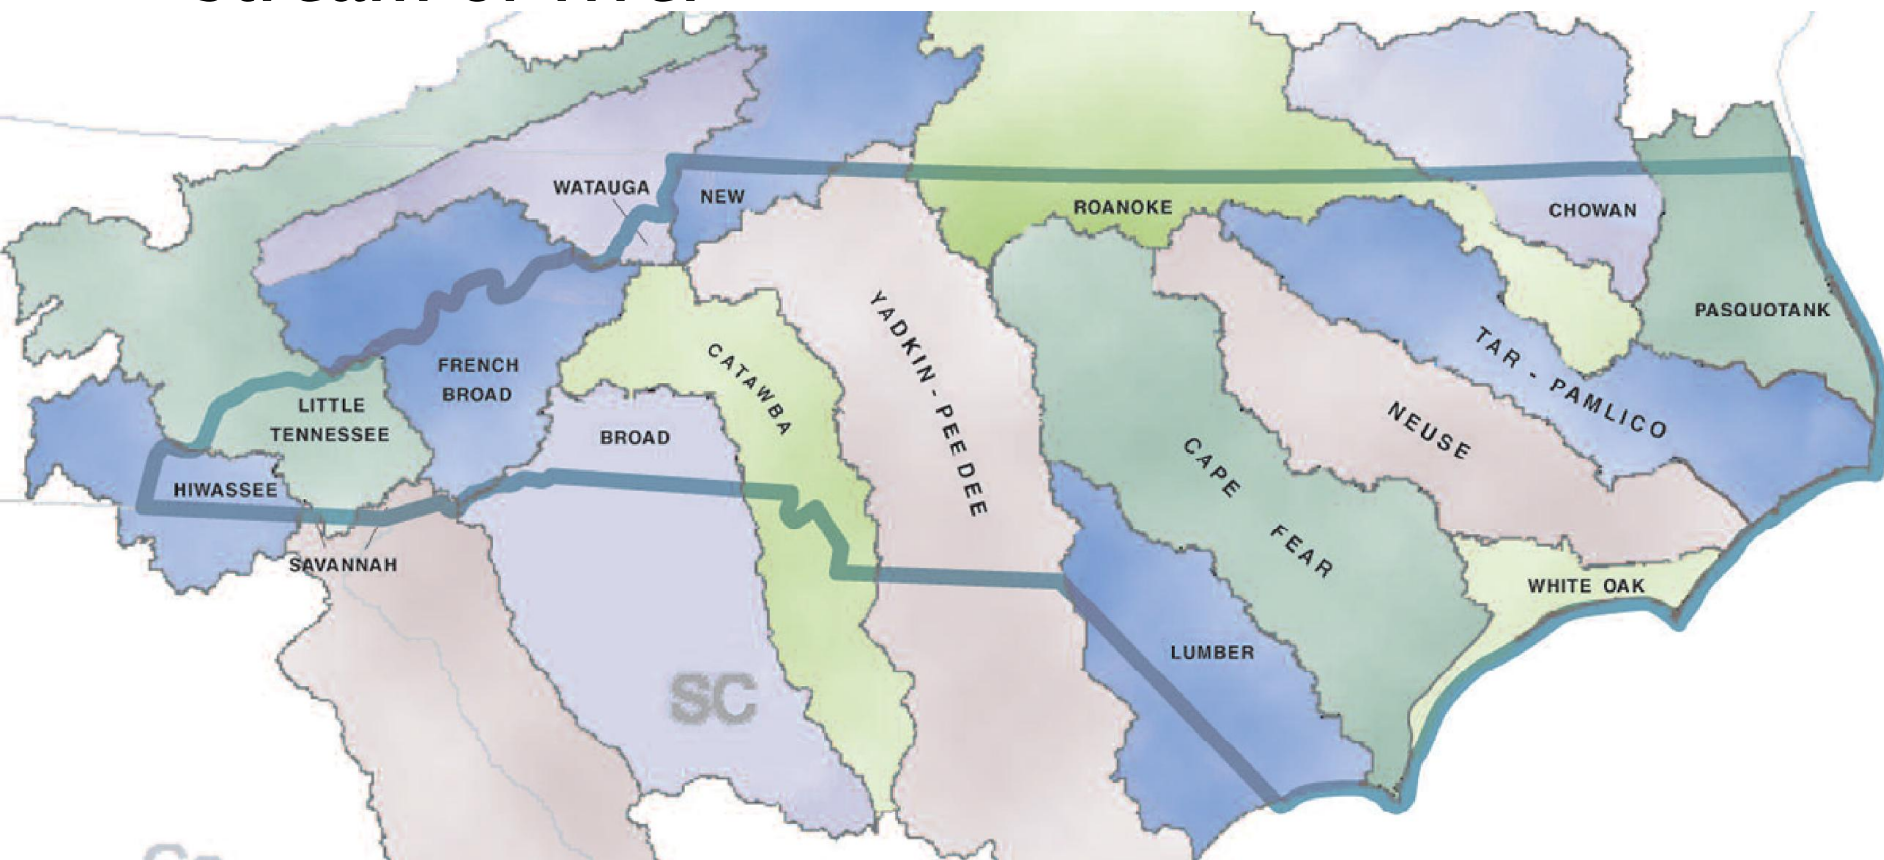 WATAUGA
NEW
ROANOKE
CHOWAN
PASQUOTANK
YADKIN - PEE DEE
TAR - PAMLICO
CATAWBA
FRENCH
BROAD
LITTLE
TENNESSEE
BROAD
NEUSE
CAPE FEAR
HIWASSEE
SAVANNAH
WHITE OAK
LUMBER
SC